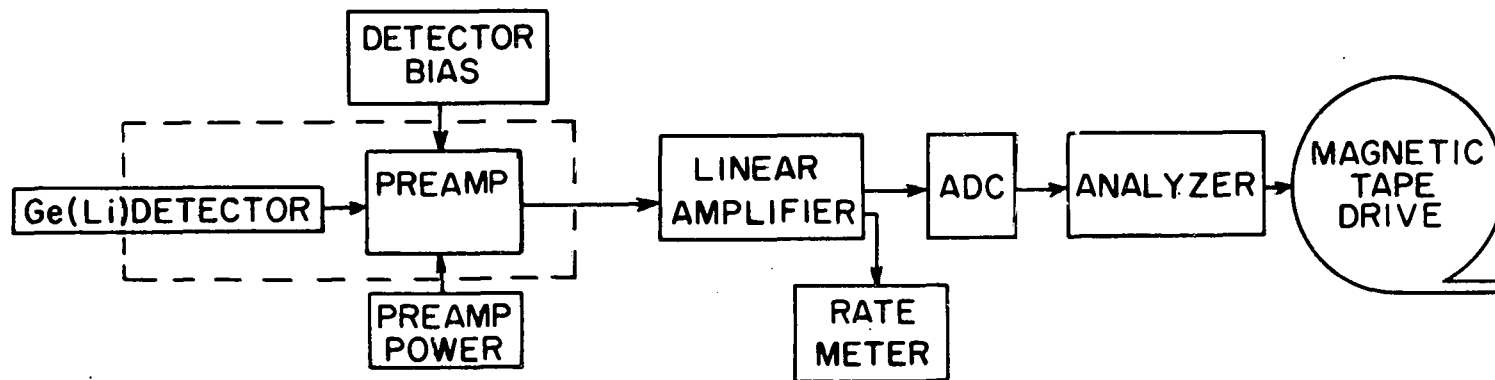 DETECTOR
BIAS
Ge(Li)DETECTOR
PREAMP
PREAMP
POWER
LINEAR
AMPLIFIER
RATE
METER
ADC
ANALYZER
MAGNETIC
TAPE
DRIVE